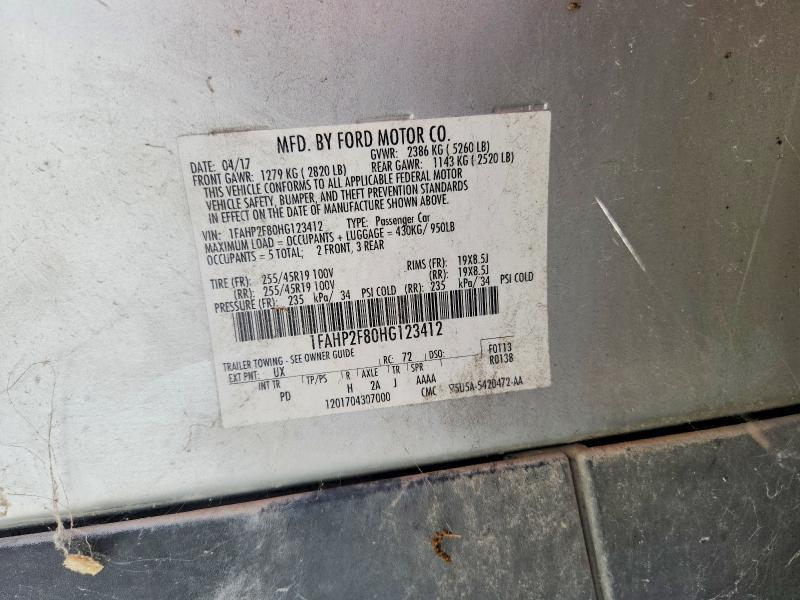 MFD. BY FORD MOTOR CO.
DATE: 04/17 GVWR: 2386 KG ( 5260 LB)
FRONT GAWR: 1279 KG ( 2820 LB) REAR GAWR: 1143 KG ( 2520 LB)
THIS VEHICLE CONFORMS TO ALL APPLICABLE FEDERAL MOTOR
VEHICLE SAFETY, BUMPER, AND THEFT PREVENTION STANDARDS
IN EFFECT ON THE DATE OF MANUFACTURE SHOWN ABOVE.
VIN: 1FAHP2F80HG123412 TYPE: Passenger Car
MAXIMUM LOAD = OCCUPANTS + LUGGAGE = 430KG/ 950LB
OCCUPANTS = 5 TOTAL; 2 FRONT, 3 REAR
TIRE (FR): 255/45R19 100V RIMS (FR): 19X8.5J
(RR): 255/45R19 100V (RR): 19X8.5J
PRESSURE (FR): 235 kPa/ 34 PSI COLD (RR): 235 kPa/ 34 PSI COLD
1FAHP2F80HG123412
TRAILER TOWING - SEE OWNER GUIDE F0T13
EXT PNT: UX RC: 72 DSO: R0138
INT TR TP/PS R AXLE TR SPR
PD H 2A J AAAA
1201704307000 CMC 5U5A-5420472-AA